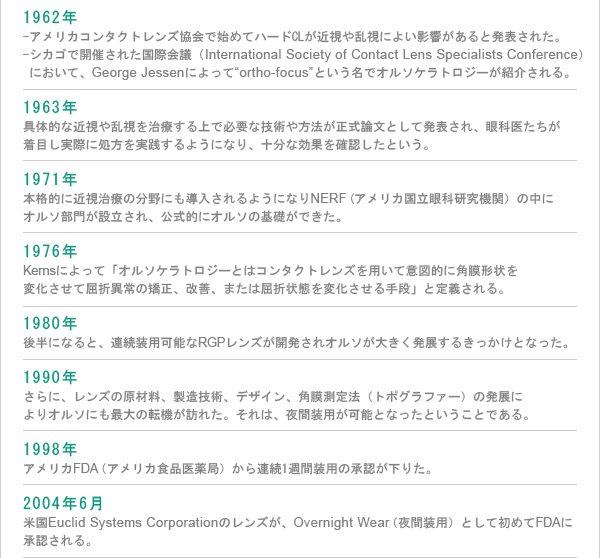 1962年
-アメリカコンタクトレンズ協会で始めてハードCLが近視や乱視によい影響があると発表された。
-シカゴで開催された国際会議（International Society of Contact Lens Specialists Conference）
において、George Jessenによって“ortho-focus”という名でオルソケラトロジーが紹介される。
1963年
具体的な近視や乱視を治療する上で必要な技術や方法が正式論文として発表され、眼科医たちが
着目し実際に処方を実践するようになり、十分な効果を確認したという。
1971年
本格的に近視治療の分野にも導入されるようになりNERF（アメリカ国立眼科研究機関）の中に
オルソ部門が設立され、公式的にオルソの基礎ができた。
1976年
Kernsによって「オルソケラトロジーとはコンタクトレンズを用いて意図的に角膜形状を
変化させて屈折異常の矯正、改善、または屈折状態を変化させる手段」と定義される。
1980年
後半になると、連続装用可能なRGPレンズが開発されオルソが大きく発展するきっかけとなった。
1990年
さらに、レンズの原材料、製造技術、デザイン、角膜測定法（トポグラファー）の発展に
よりオルソにも最大の転機が訪れた。それは、夜間装用が可能となったということである。
1998年
アメリカFDA（アメリカ食品医薬局）から連続1週間装用の承認が下りた。
2004年6月
米国Euclid Systems Corporationのレンズが、Overnight Wear（夜間装用）として初めてFDAに
承認される。